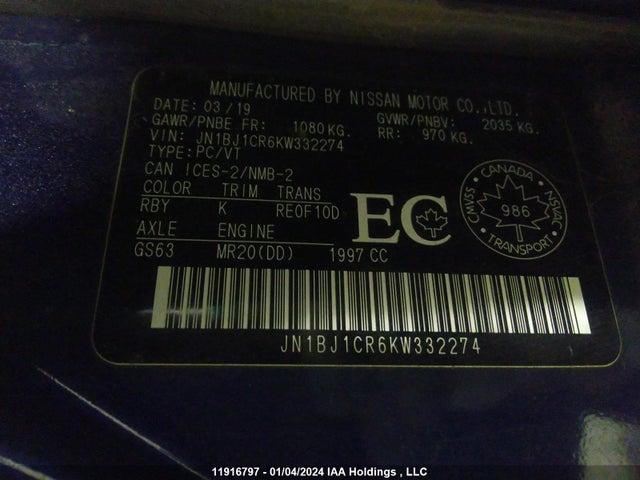 MANUFACTURED BY NISSAN MOTOR CO.,LTD.
DATE: 03/19 GVWR/PNBV: 2035 KG.
GAWR/PNBE FR: 1080 KG. RR: 970 KG.
VIN: JN1BJ1CR6KW332274
TYPE: PC/VT
CAN ICES-2/NMB-2
COLOR TRIM TRANS
RBY K RE0F10D
AXLE ENGINE
GS63 MR20(DD) 1997 CC
EC
CANADA
CMVSS 986 NSVAC
TRANSPORT
JN1BJ1CR6KW332274
11916797 - 01/04/2024 IAA Holdings , LLC